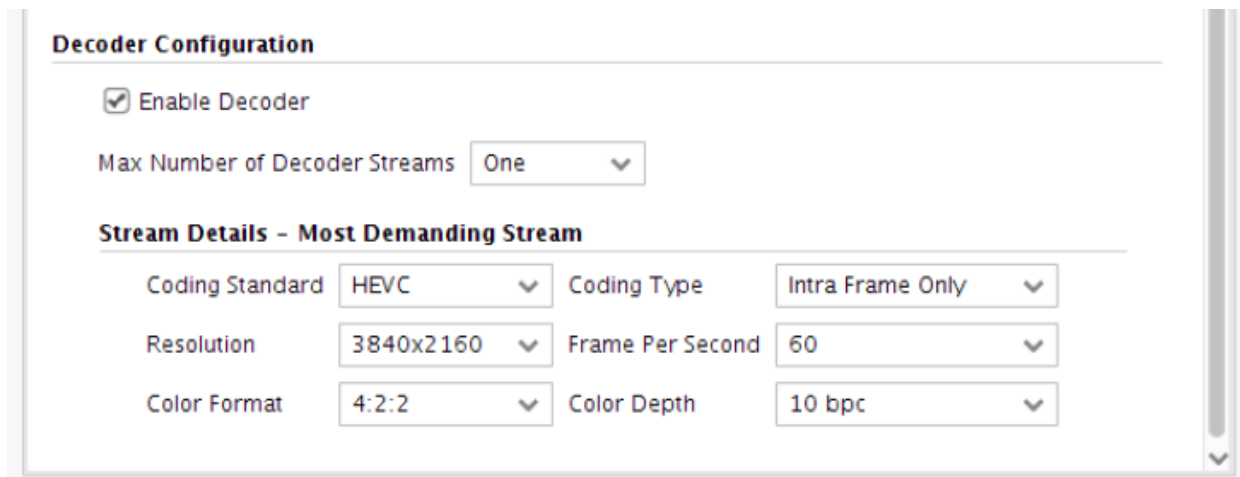 Decoder Configuration
Enable Decoder
Max Number of Decoder Streams One
Stream Details – Most Demanding Stream
Coding Standard HEVC Coding Type Intra Frame Only
Resolution 3840x2160 Frame Per Second 60
Color Format 4:2:2 Color Depth 10 bpc